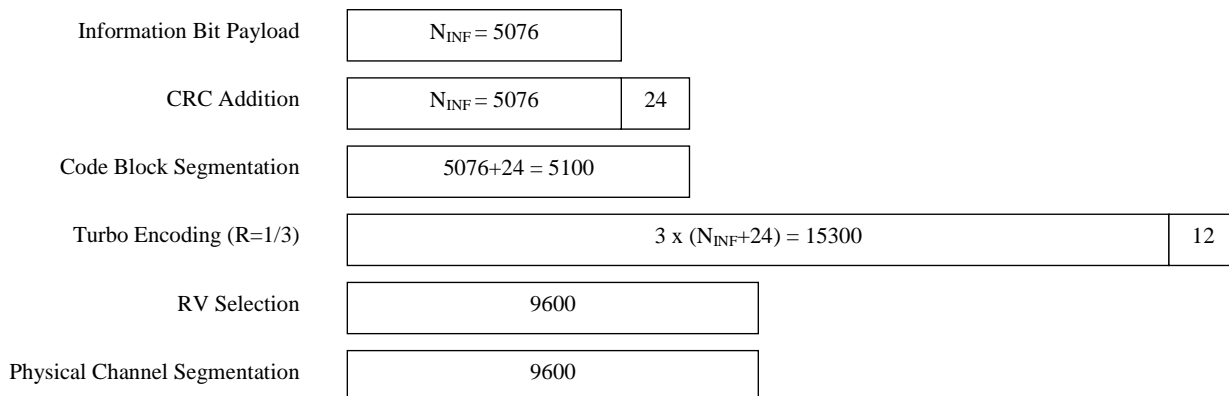 Information Bit Payload N_INF = 5076
CRC Addition N_INF = 5076 24
Code Block Segmentation 5076+24 = 5100
Turbo Encoding (R=1/3) 3 x (N_INF+24) = 15300 12
RV Selection 9600
Physical Channel Segmentation 9600